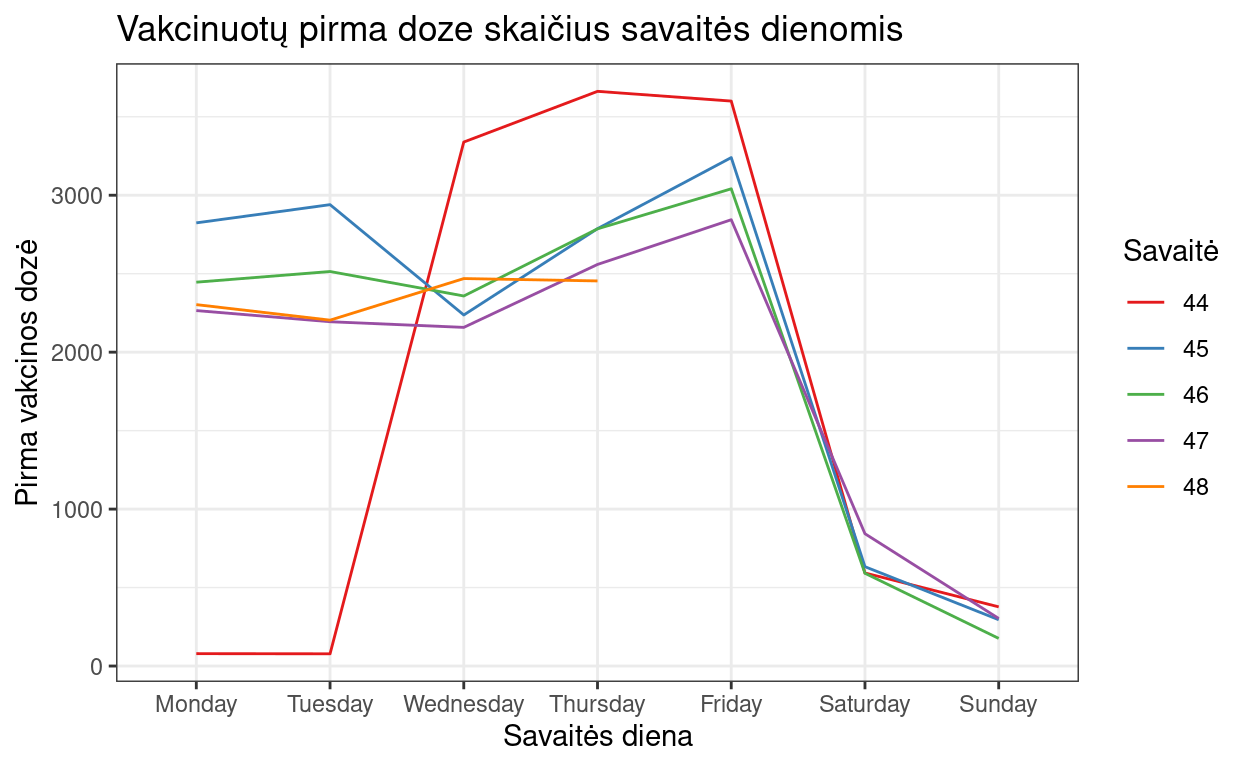 Vakcinuotų pirma doze skaičius savaitės dienomis
Pirma vakcinos dozė
3000
2000
1000
0
Monday Tuesday Wednesday Thursday Friday Saturday Sunday
Savaitės diena
Savaitė
44
45
46
47
48